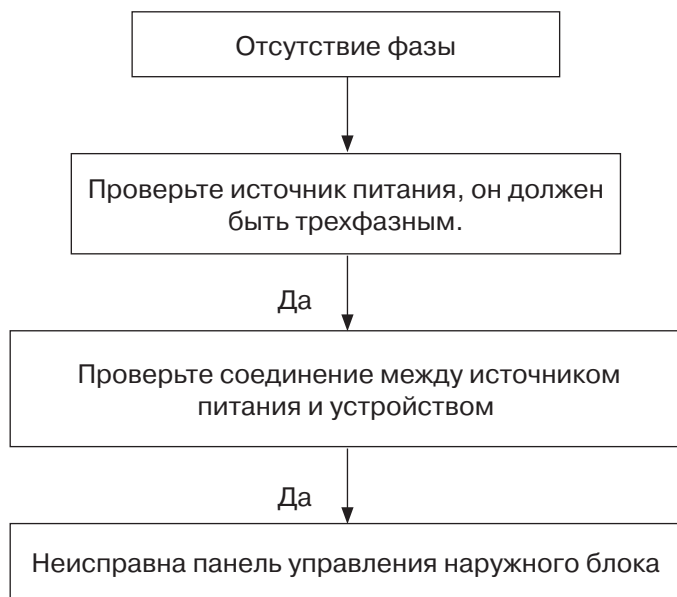 Отсутствие фазы
Проверьте источник питания, он должен
быть трехфазным.
Да
Проверьте соединение между источником
питания и устройством
Да
Неисправна панель управления наружного блока